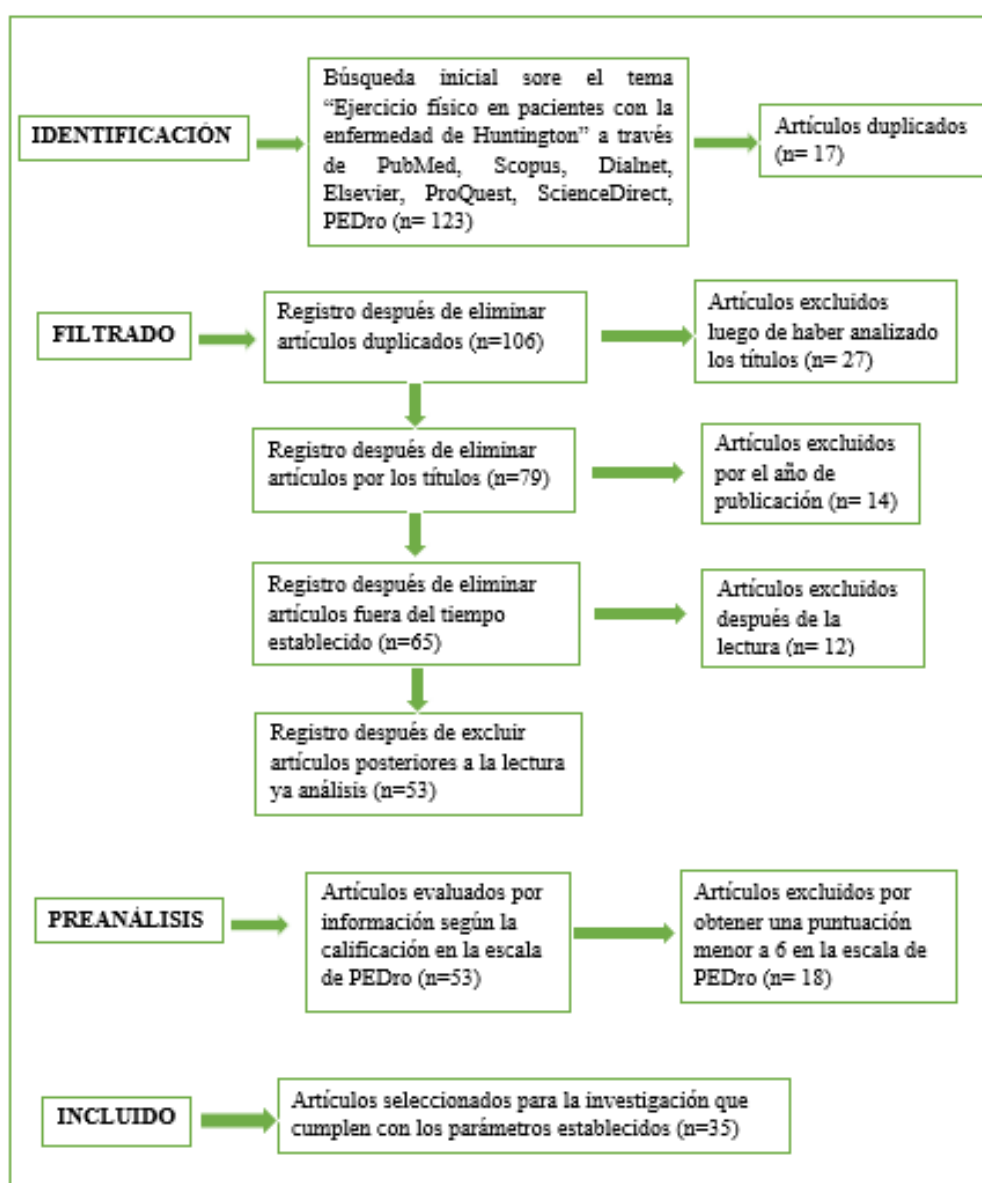 IDENTIFICACIÓN
Búsqueda inicial sore el tema
“Ejercicio físico en pacientes con la
enfermedad de Huntington” a través
de PubMed, Scopus, Dialnet,
Elsevier, ProQuest, ScienceDirect,
PEDro (n= 123)
Artículos duplicados
(n= 17)
FILTRADO
Registro después de eliminar
artículos duplicados (n=106)
Artículos excluidos
luego de haber analizado
los títulos (n= 27)
Registro después de eliminar
artículos por los títulos (n=79)
Artículos excluidos
por el año de
publicación (n= 14)
Registro después de eliminar
artículos fuera del tiempo
establecido (n=65)
Artículos excluidos
después de la
lectura (n= 12)
Registro después de excluir
artículos posteriores a la lectura
ya análisis (n=53)
PREANÁLISIS
Artículos evaluados por
información según la
calificación en la escala
de PEDro (n=53)
Artículos excluidos por
obtener una puntuación
menor a 6 en la escala de
PEDro (n= 18)
INCLUIDO
Artículos seleccionados para la investigación que
cumplen con los parámetros establecidos (n=35)